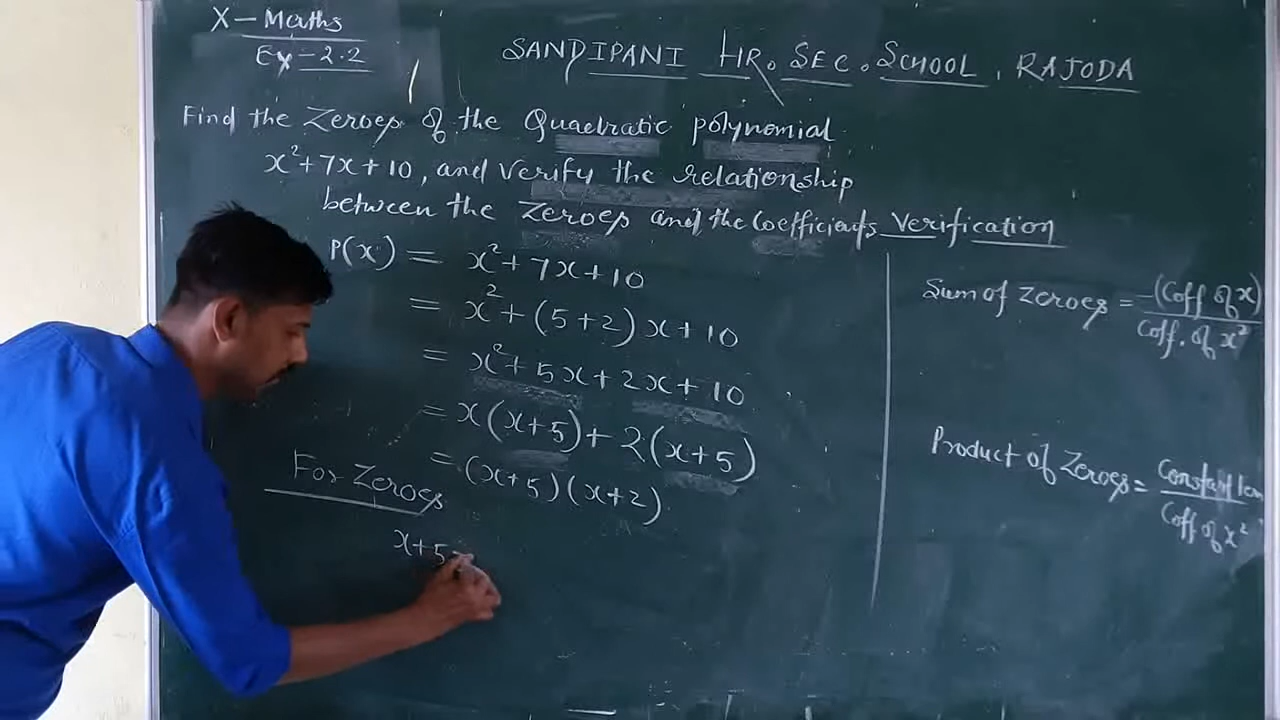 X - Maths
Ex - 2.2
SANDIPANI HR. SEC. SCHOOL, RAJODA
Find the Zeroes of the Quadratic polynomial
x²+7x+10, and verify the relationship
between the zeroes and the Coefficients
P(x) = x²+7x+10
= x²+(5+2)x+10
= x²+5x+2x+10
= x(x+5)+2(x+5)
= (x+5)(x+2)
For Zeroes
x+5=
Verification
Sum of Zeroes = -(Coff of x)
Coff. of x²
Product of Zeroes = Constant
Coff of x²